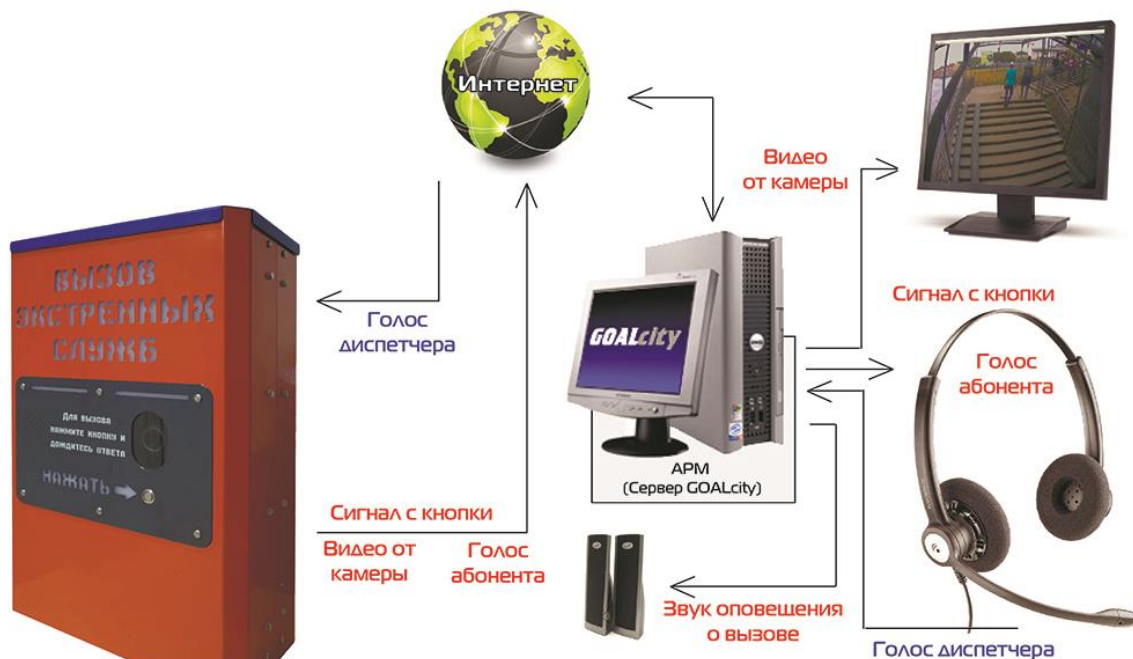 Интернет
Видео
от камеры
ВЫЗОВ
ЭКСТРЕННЫХ
СЛУЖБ
Голос
диспетчера
GOALcity
Сигнал с кнопки
Голос
абонента
Для вызова
нажмите кнопку и
дождитесь ответа
НАЖАТЬ
АРМ
(Сервер GOALcity)
Сигнал с кнопки
Видео от
камеры
Голос
абонента
Звук оповещения
о вызове
Голос диспетчера